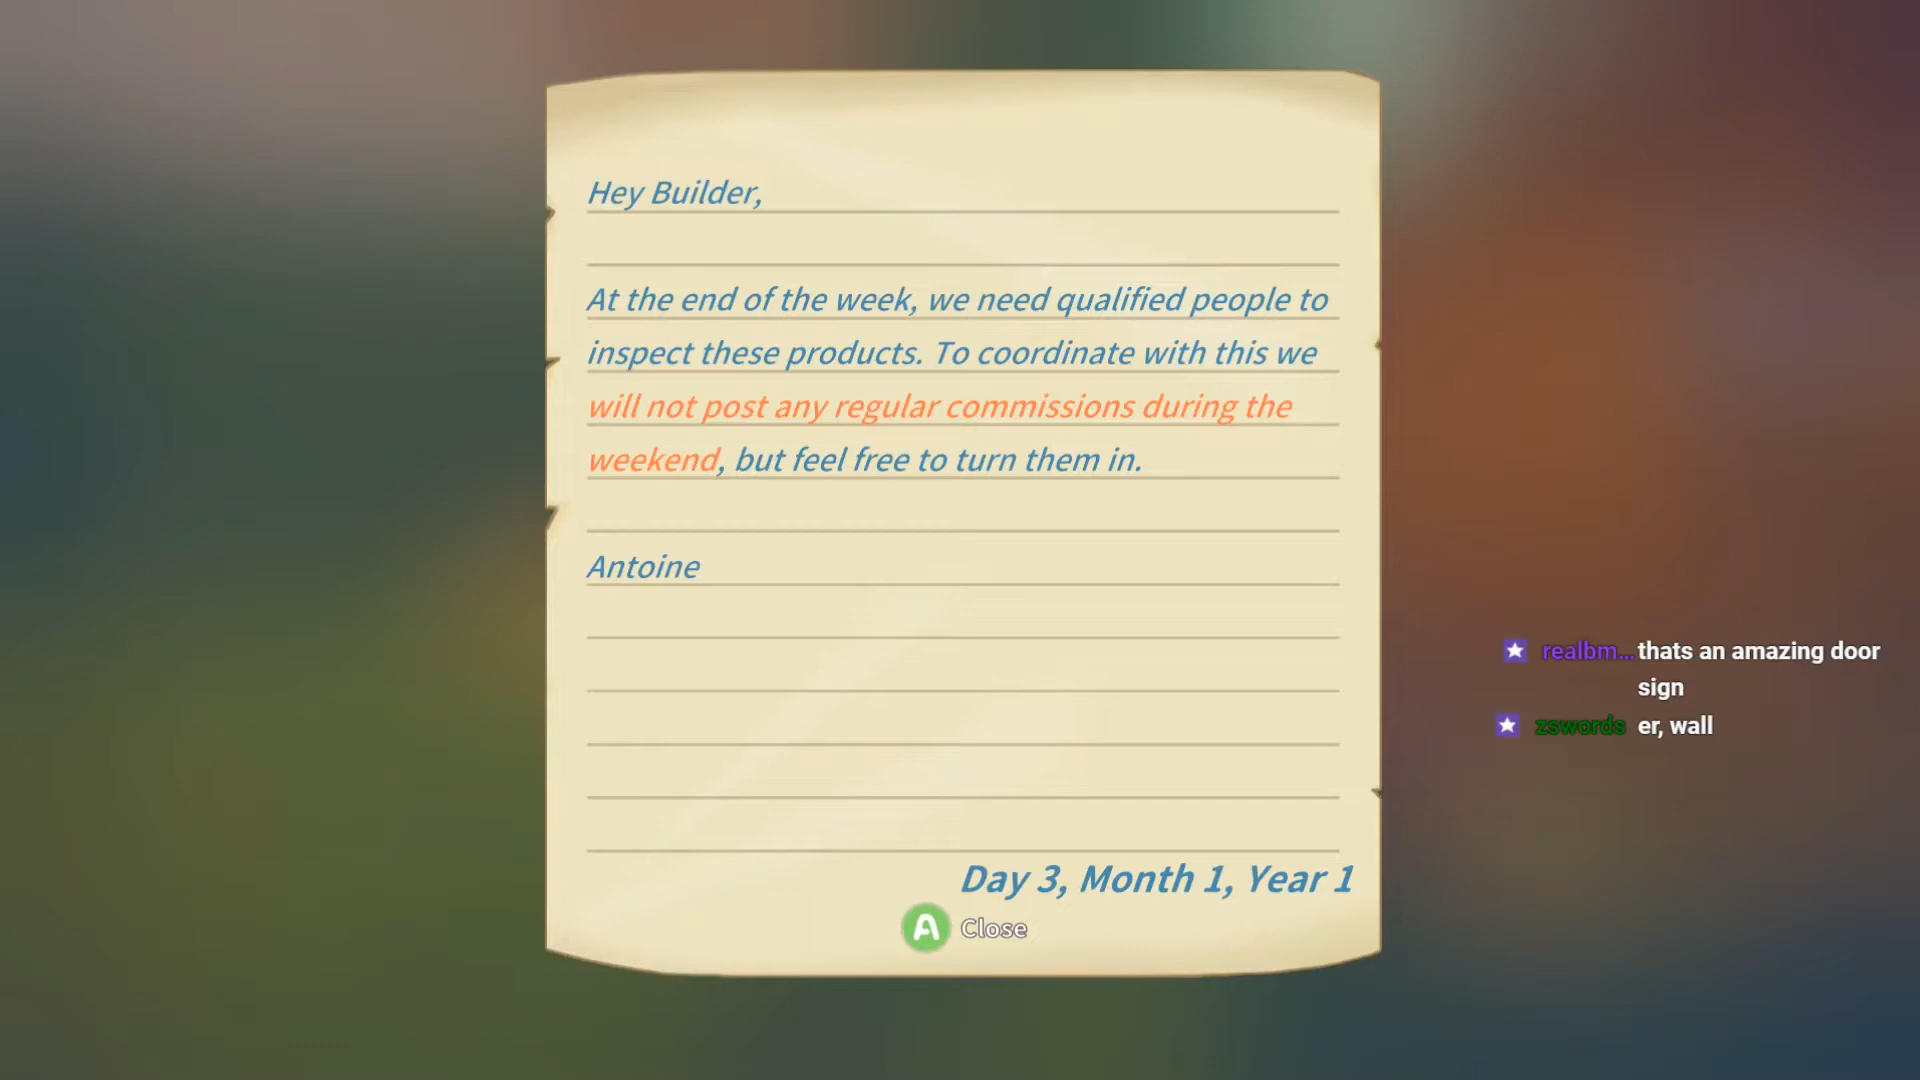 Hey Builder,
At the end of the week, we need qualified people to
inspect these products. To coordinate with this we
will not post any regular commissions during the
weekend, but feel free to turn them in.
Antoine
Day 3, Month 1, Year 1
A Close
realbm... thats an amazing door
sign
zswords er, wall